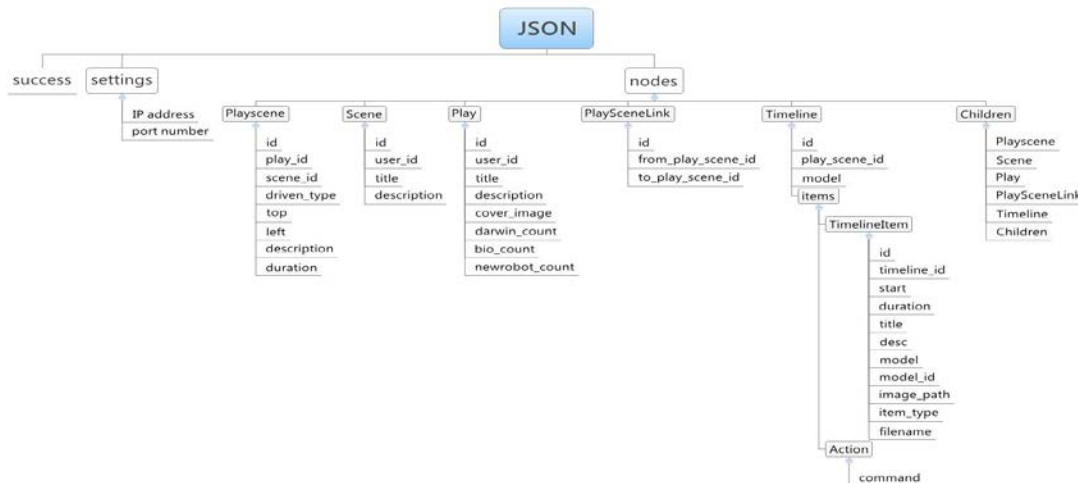 JSON
success
settings
IP address
port number
nodes
Playscene
id
play_id
scene_id
driven_type
top
left
description
duration
Scene
id
user_id
title
description
Play
id
user_id
title
description
cover_image
darwin_count
bio_count
newrobot_count
PlaySceneLink
id
from_play_scene_id
to_play_scene_id
Timeline
id
play_scene_id
model
items
TimelineItem
id
timeline_id
start
duration
title
desc
model
model_id
image_path
item_type
filename
Action
command
Children
Playscene
Scene
Play
PlaySceneLink
Timeline
Children